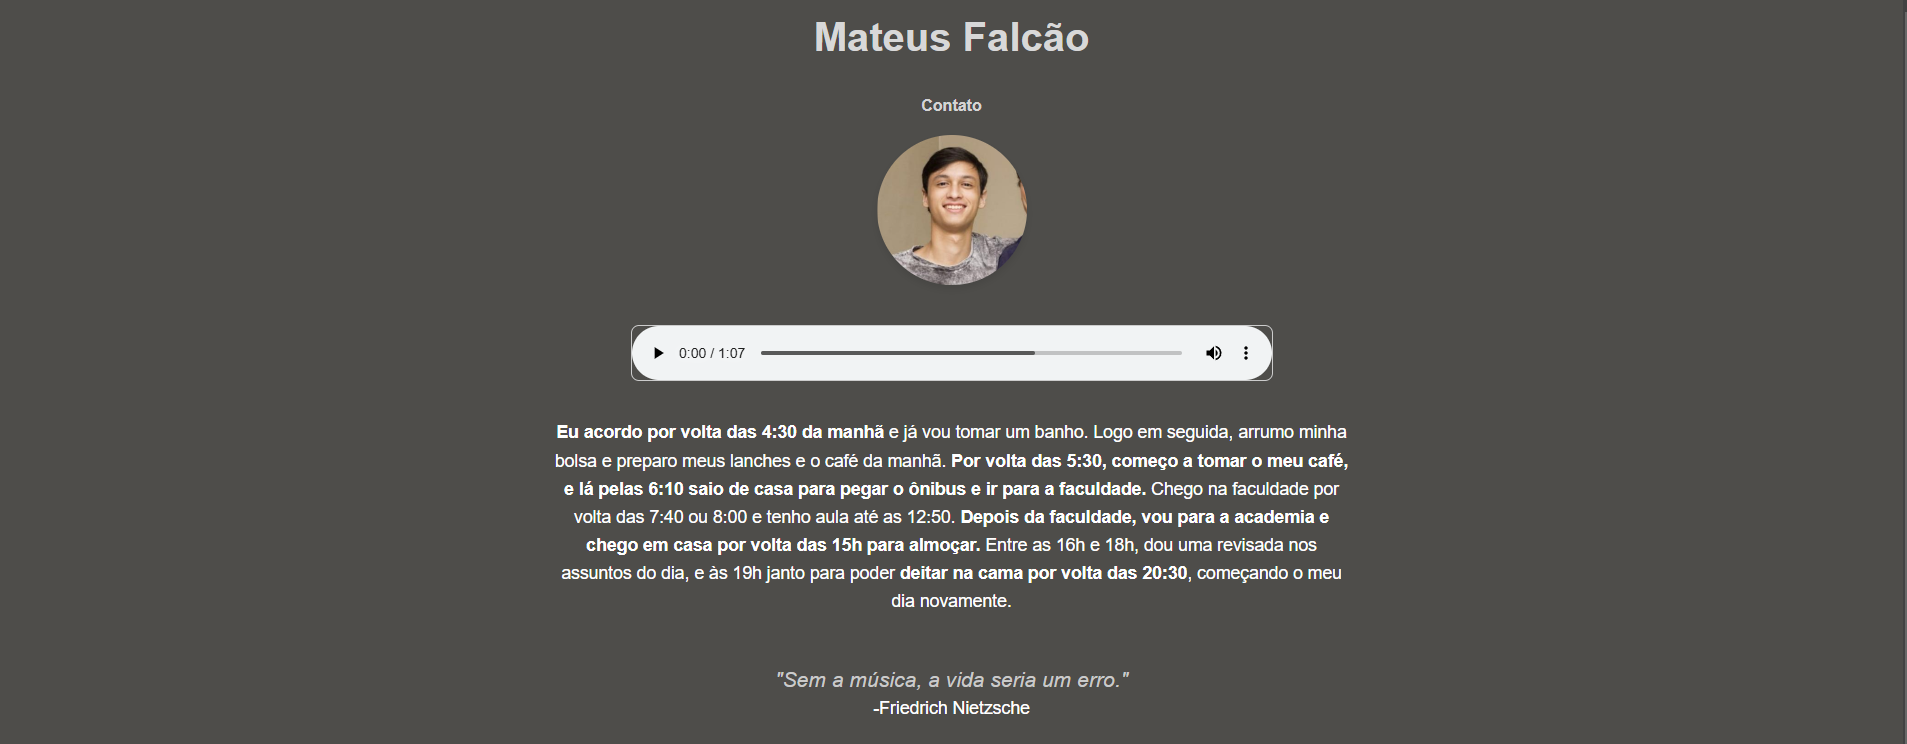 Mateus Falcão
Contato
0:00 / 1:07
Eu acordo por volta das 4:30 da manhã e já vou tomar um banho. Logo em seguida, arrumo minha
bolsa e preparo meus lanches e o café da manhã. Por volta das 5:30, começo a tomar o meu café,
e lá pelas 6:10 saio de casa para pegar o ônibus e ir para a faculdade. Chego na faculdade por
volta das 7:40 ou 8:00 e tenho aula até as 12:50. Depois da faculdade, vou para a academia e
chego em casa por volta das 15h para almoçar. Entre as 16h e 18h, dou uma revisada nos
assuntos do dia, e às 19h janto para poder deitar na cama por volta das 20:30, começando o meu
dia novamente.
"Sem a música, a vida seria um erro."
-Friedrich Nietzsche